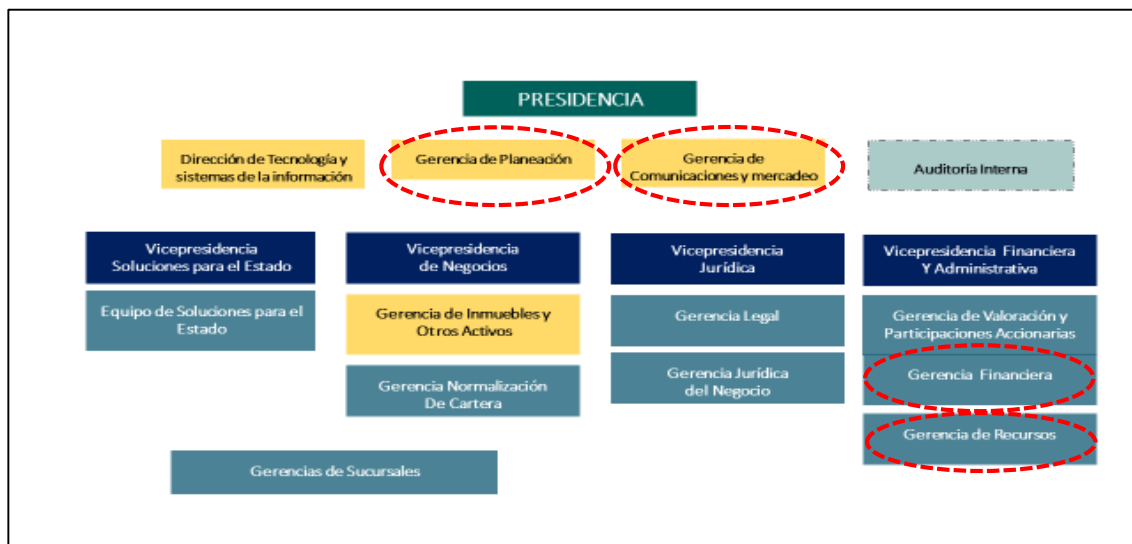 PRESIDENCIA
Dirección de Tecnología y
sistemas de la información
Gerencia de Planeación
Gerencia de
Comunicaciones y mercadeo
Auditoría Interna
Vicepresidencia
Soluciones para el Estado
Vicepresidencia
de Negocios
Vicepresidencia
Jurídica
Vicepresidencia Financiera
Y Administrativa
Equipo de Soluciones para el
Estado
Gerencia de Inmuebles y
Otros Activos
Gerencia Legal
Gerencia de Valoración y
Participaciones Accionarias
Gerencia Normalización
De Cartera
Gerencia Jurídica
del Negocio
Gerencia Financiera
Gerencia de Recursos
Gerencias de Sucursales